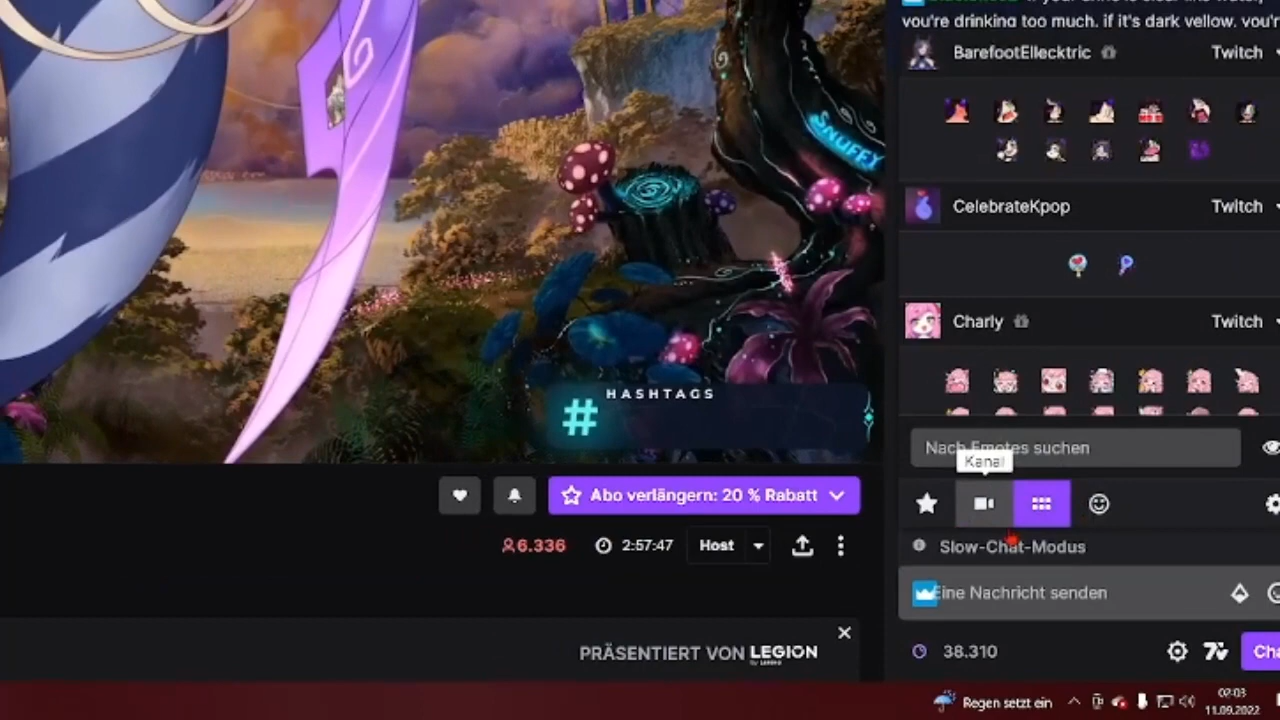 you're drinking too much. if it's dark yellow, you'r
BarefootEllecktric
Twitch
SNUFFY
CelebrateKpop
Twitch
Charly
Twitch
HASHTAGS
#
Nach Emotes suchen
Kanal
Abo verlängern: 20 % Rabatt
6.336
2:57:47
Host
Slow-Chat-Modus
Eine Nachricht senden
PRÄSENTIERT VON LEGION
38.310
Cha
Regen setzt ein
02:03
11.09.2022